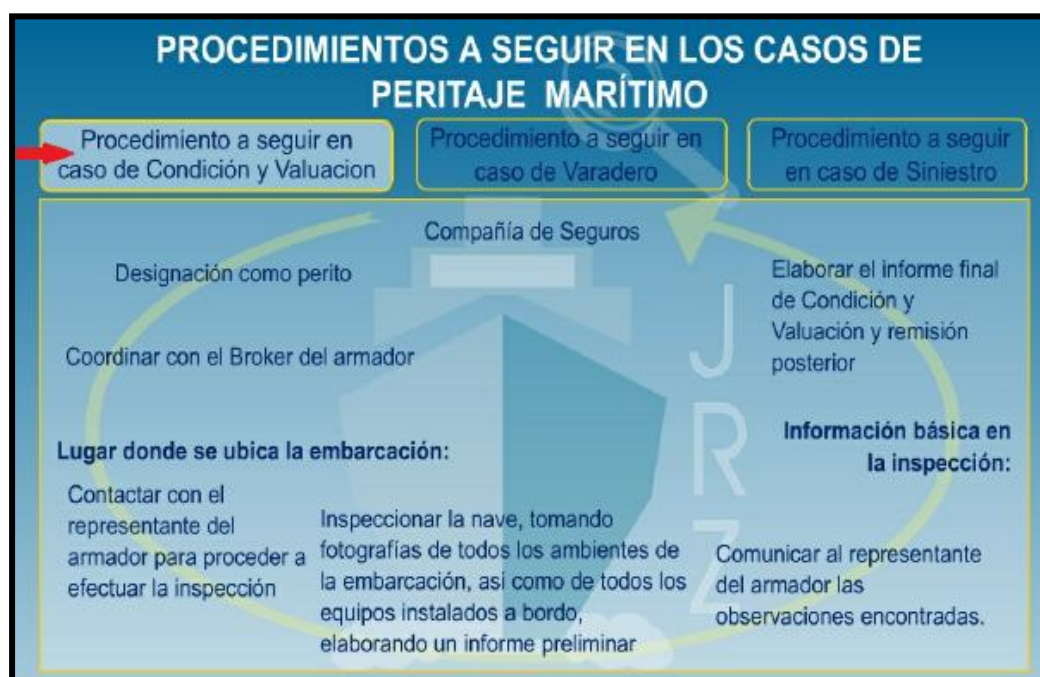 PROCEDIMIENTOS A SEGUIR EN LOS CASOS DE
PERITAJE MARÍTIMO
Procedimiento a seguir en
caso de Condición y Valuacion
Procedimiento a seguir en
caso de Varadero
Procedimiento a seguir
en caso de Siniestro
Compañía de Seguros
Designación como perito
Coordinar con el Broker del armador
Lugar donde se ubica la embarcación:
Contactar con el
representante del
armador para proceder a
efectuar la inspección
Inspeccionar la nave, tomando
fotografías de todos los ambientes de
la embarcación, asi como de todos los
equipos instalados a bordo,
elaborando un informe preliminar
Información básica en
la inspección:
Comunicar al representante
del armador las
observaciones encontradas.
Elaborar el informe final
de Condición y
Valuación y remisión
posterior
J
R
Z